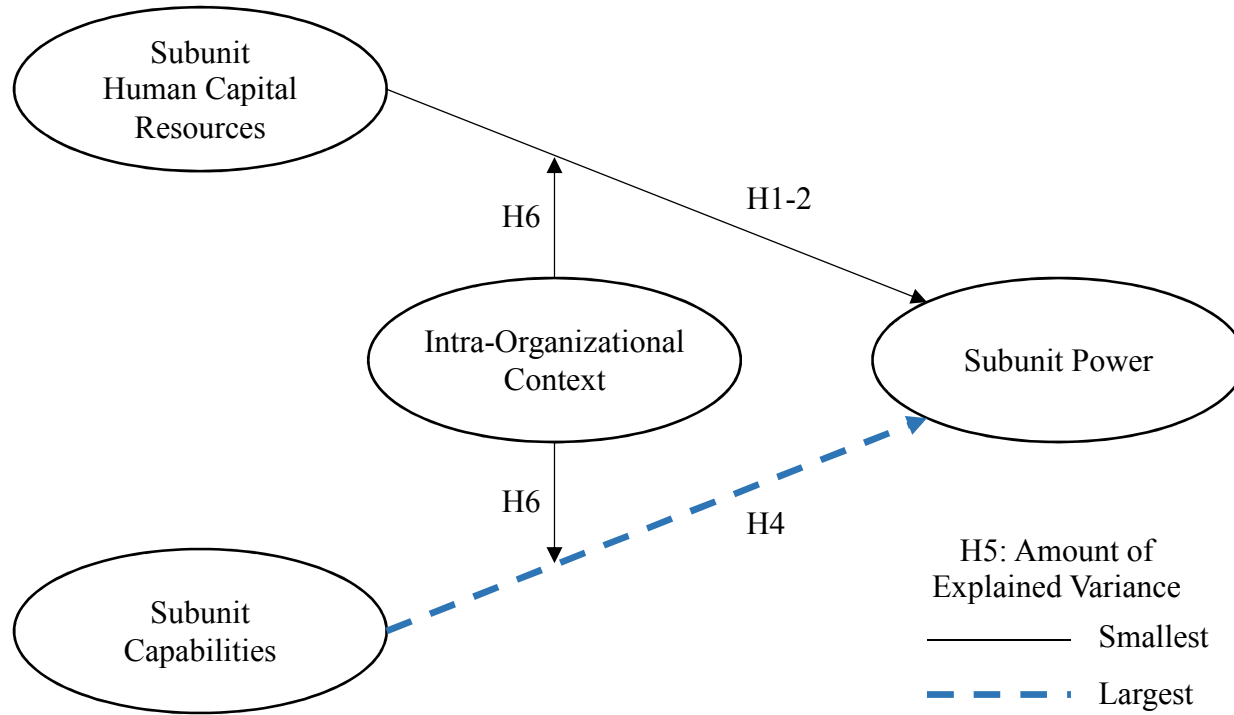 Subunit
Human Capital
Resources
H1-2
H6
Intra-Organizational
Context
Subunit Power
H6
H4
Subunit
Capabilities
H5: Amount of
Explained Variance
Smallest
Largest